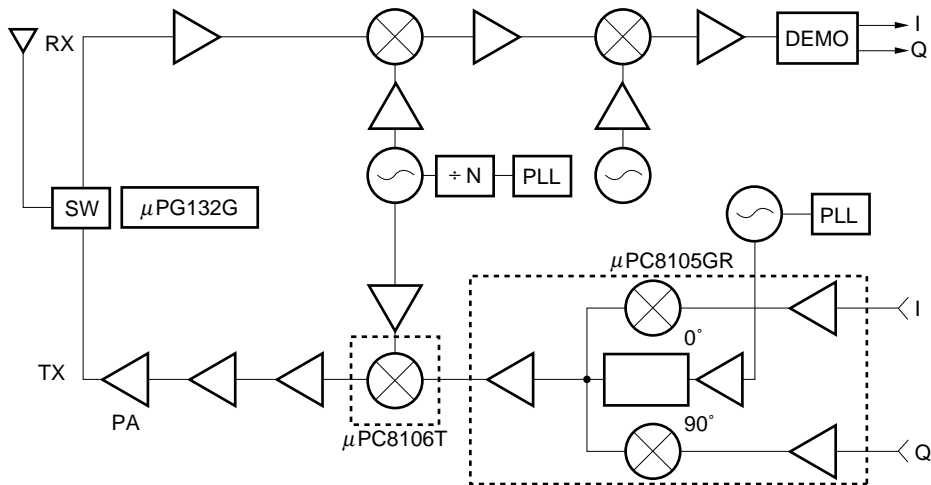 RX
DEMO
I
Q
÷ N
PLL
SW
μPG132G
PLL
μPC8105GR
I
0°
TX
PA
μPC8106T
90°
Q